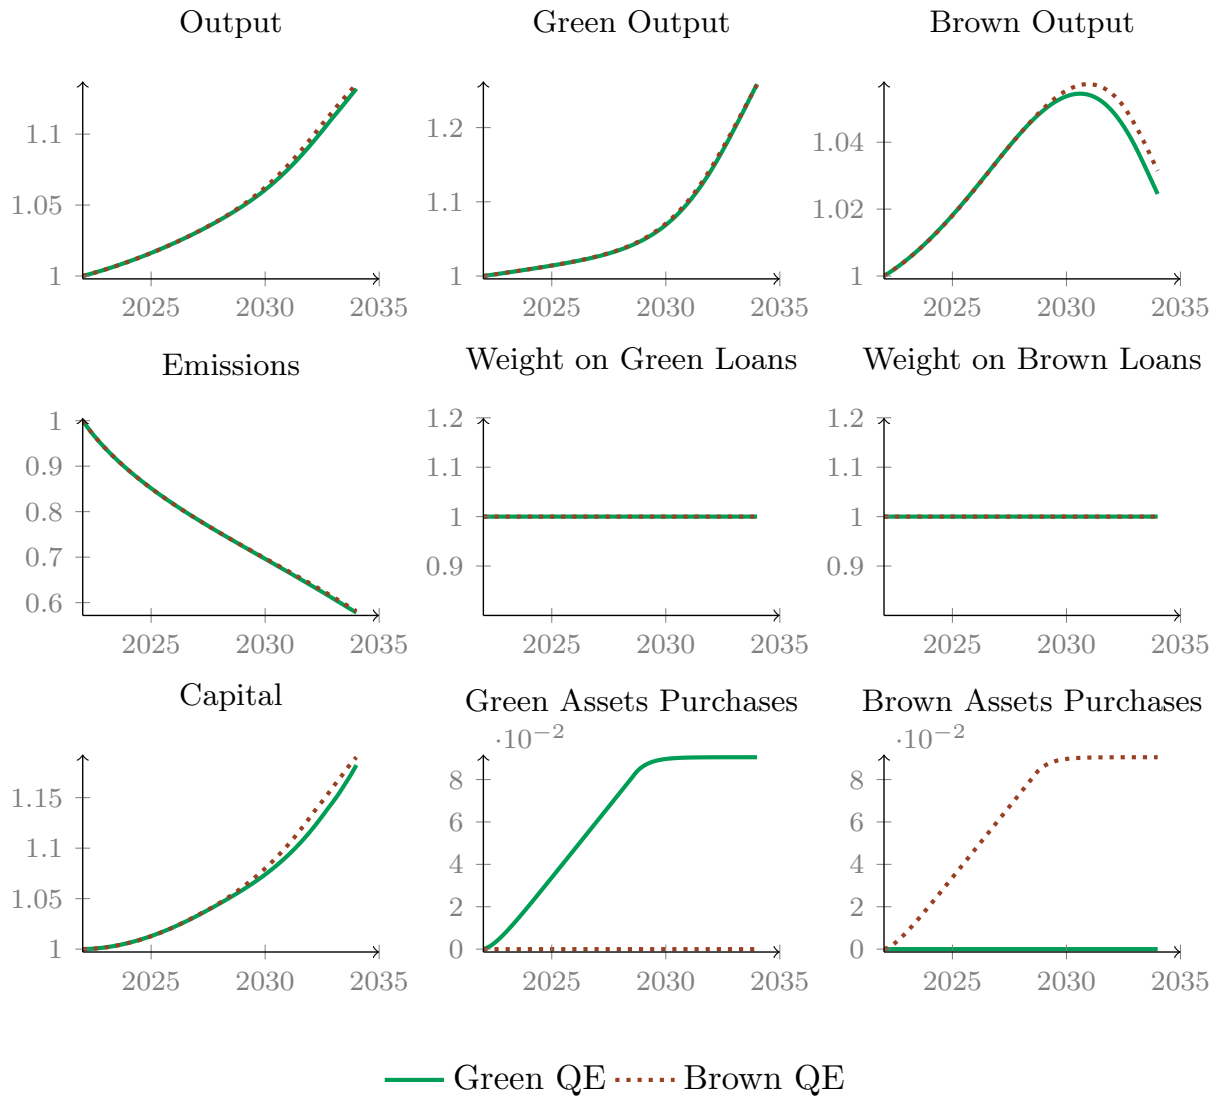 Output
1
1.05
1.1
2025 2030 2035
Green Output
1
1.1
1.2
2025 2030 2035
Brown Output
1
1.02
1.04
2025 2030 2035
Emissions
0.6
0.7
0.8
0.9
1
2025 2030 2035
Weight on Green Loans
0.9
1
1.1
1.2
2025 2030 2035
Weight on Brown Loans
0.9
1
1.1
1.2
2025 2030 2035
Capital
1
1.05
1.1
1.15
2025 2030 2035
Green Assets Purchases
·10⁻²
0
2
4
6
8
2025 2030 2035
Brown Assets Purchases
·10⁻²
0
2
4
6
8
2025 2030 2035
Green QE Brown QE